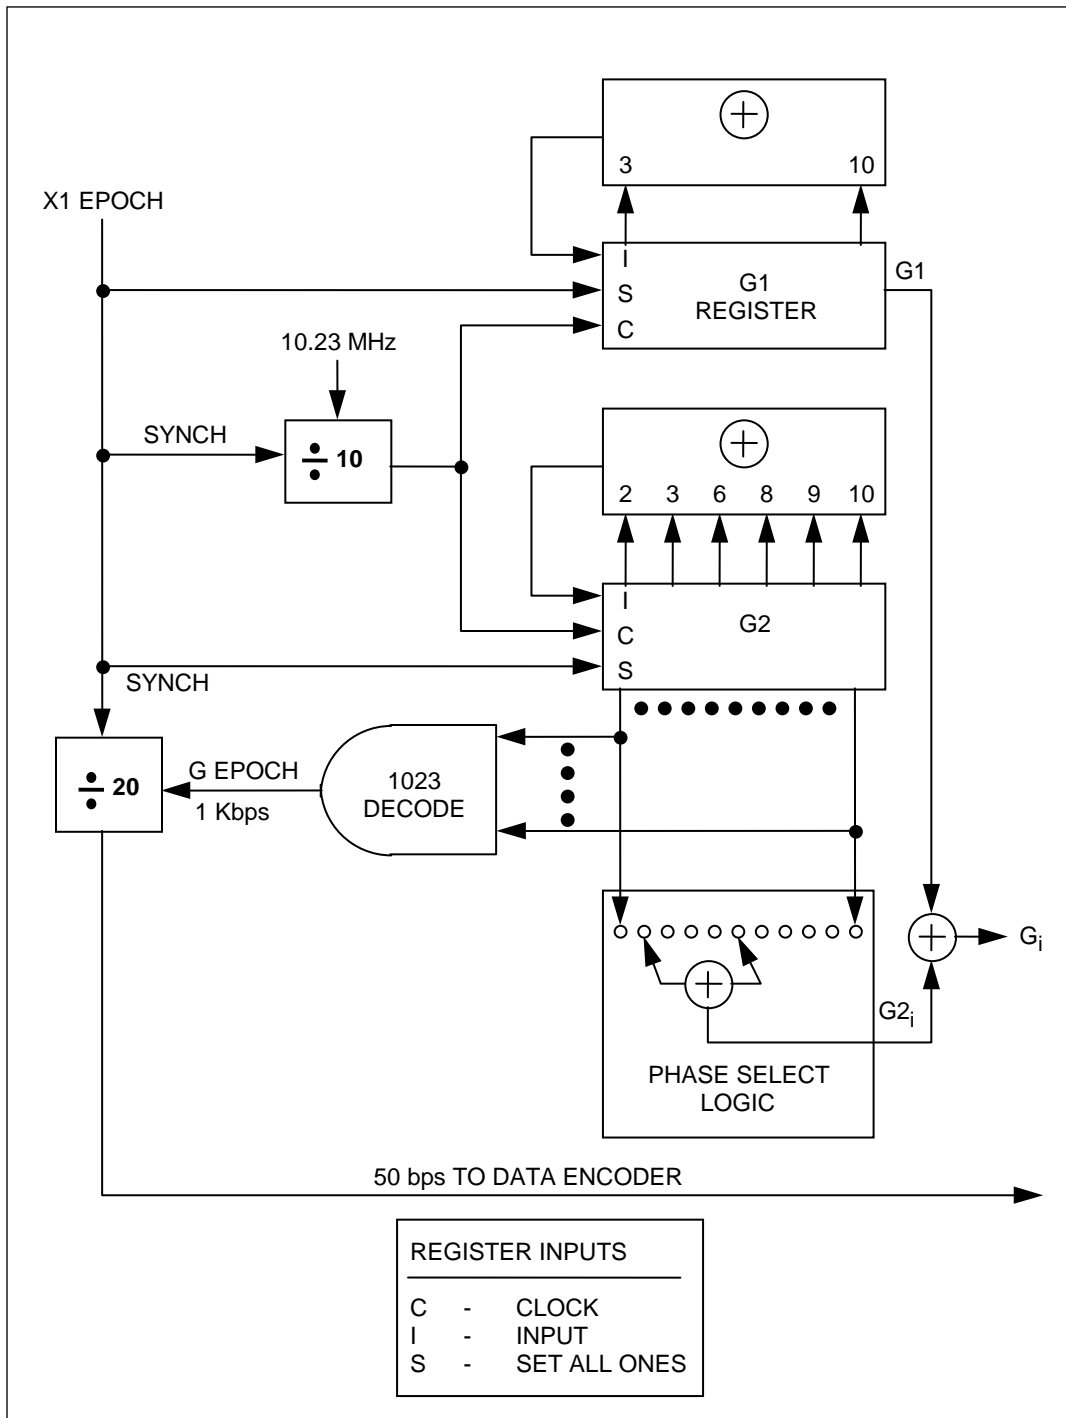 3 10
X1 EPOCH
I
S
C
G1
REGISTER
G1
10.23 MHz
SYNCH
÷ 10
2 3 6 8 9 10
I
C
S
G2
SYNCH
÷ 20
G EPOCH
1 Kbps
1023
DECODE
Gi
G2i
PHASE SELECT
LOGIC
50 bps TO DATA ENCODER
REGISTER INPUTS
C - CLOCK
I - INPUT
S - SET ALL ONES